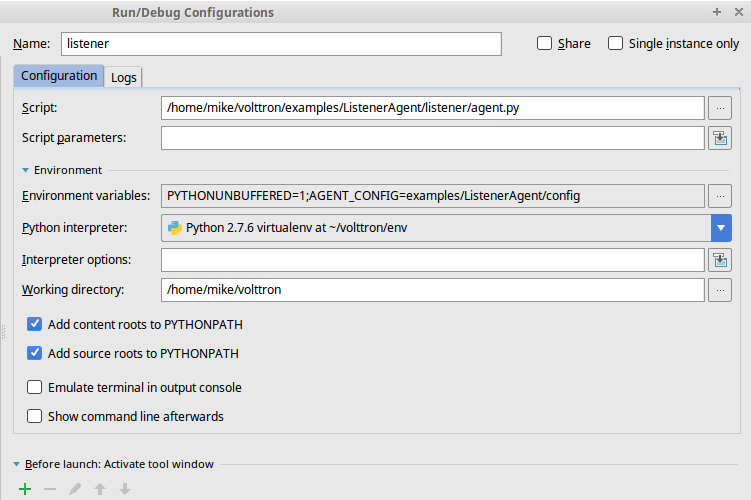 Run/Debug Configurations
Name: listener Share Single instance only
Configuration Logs
Script: /home/mike/volttron/examples/ListenerAgent/listener/agent.py ...
Script parameters:
Environment
Environment variables: PYTHONUNBUFFERED=1;AGENT_CONFIG=examples/ListenerAgent/config ...
Python interpreter: Python 2.7.6 virtualenv at ~/volttron/env
Interpreter options:
Working directory: /home/mike/volttron ...
Add content roots to PYTHONPATH
Add source roots to PYTHONPATH
Emulate terminal in output console
Show command line afterwards
Before launch: Activate tool window